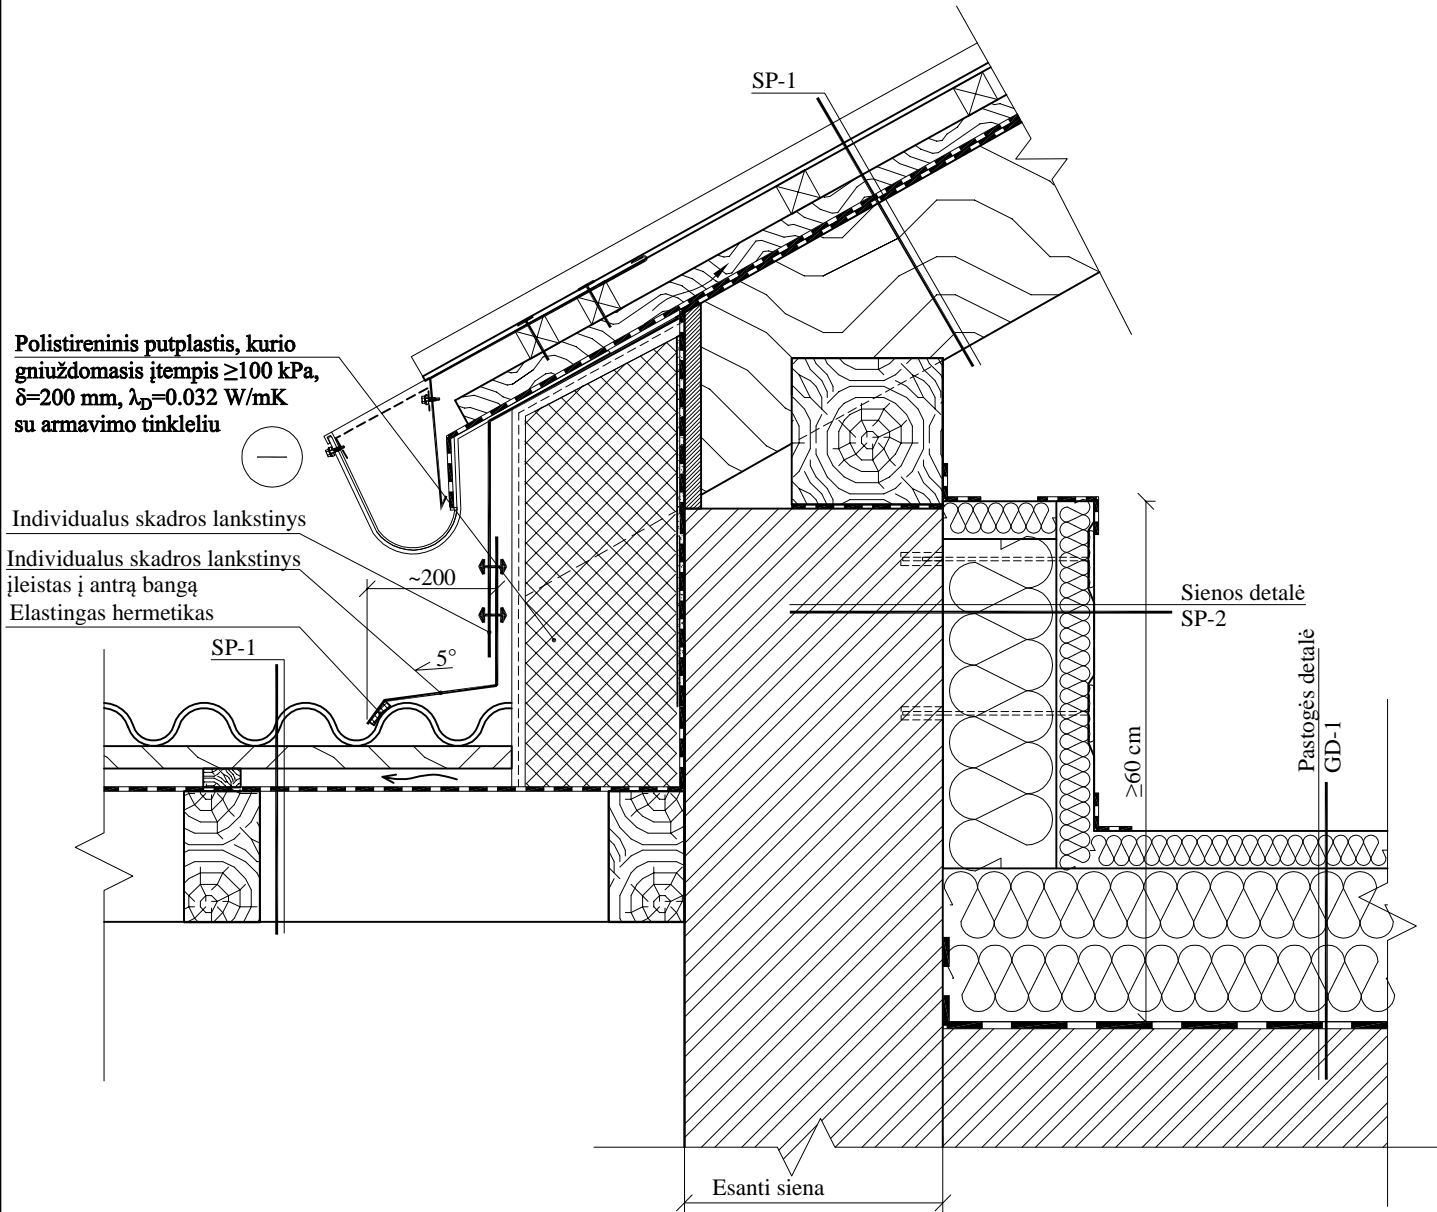 SP-1
Polistireninis putplastis, kurio
gniuždomasis įtempis ≥100 kPa,
δ=200 mm, λD=0.032 W/mK
su armavimo tinkleliu
Individualus skadros lankstinys
Individualus skadros lankstinys
įleistas į antrą bangą
Elastingas hermetikas
~200
5°
SP-1
Sienos detalė
SP-2
Pastogės detalė
GD-1
≥60 cm
Esanti siena